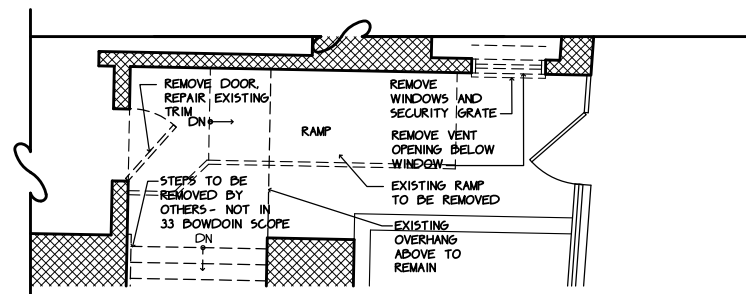 REMOVE DOOR,
REPAIR EXISTING
TRIM
DN
RAMP
REMOVE
WINDOWS AND
SECURITY GRATE
REMOVE VENT
OPENING BELOW
WINDOW
EXISTING RAMP
TO BE REMOVED
STEPS TO BE
REMOVED BY
OTHERS - NOT IN
33 BOWDOIN SCOPE
DN
EXISTING
OVERHANG
ABOVE TO
REMAIN